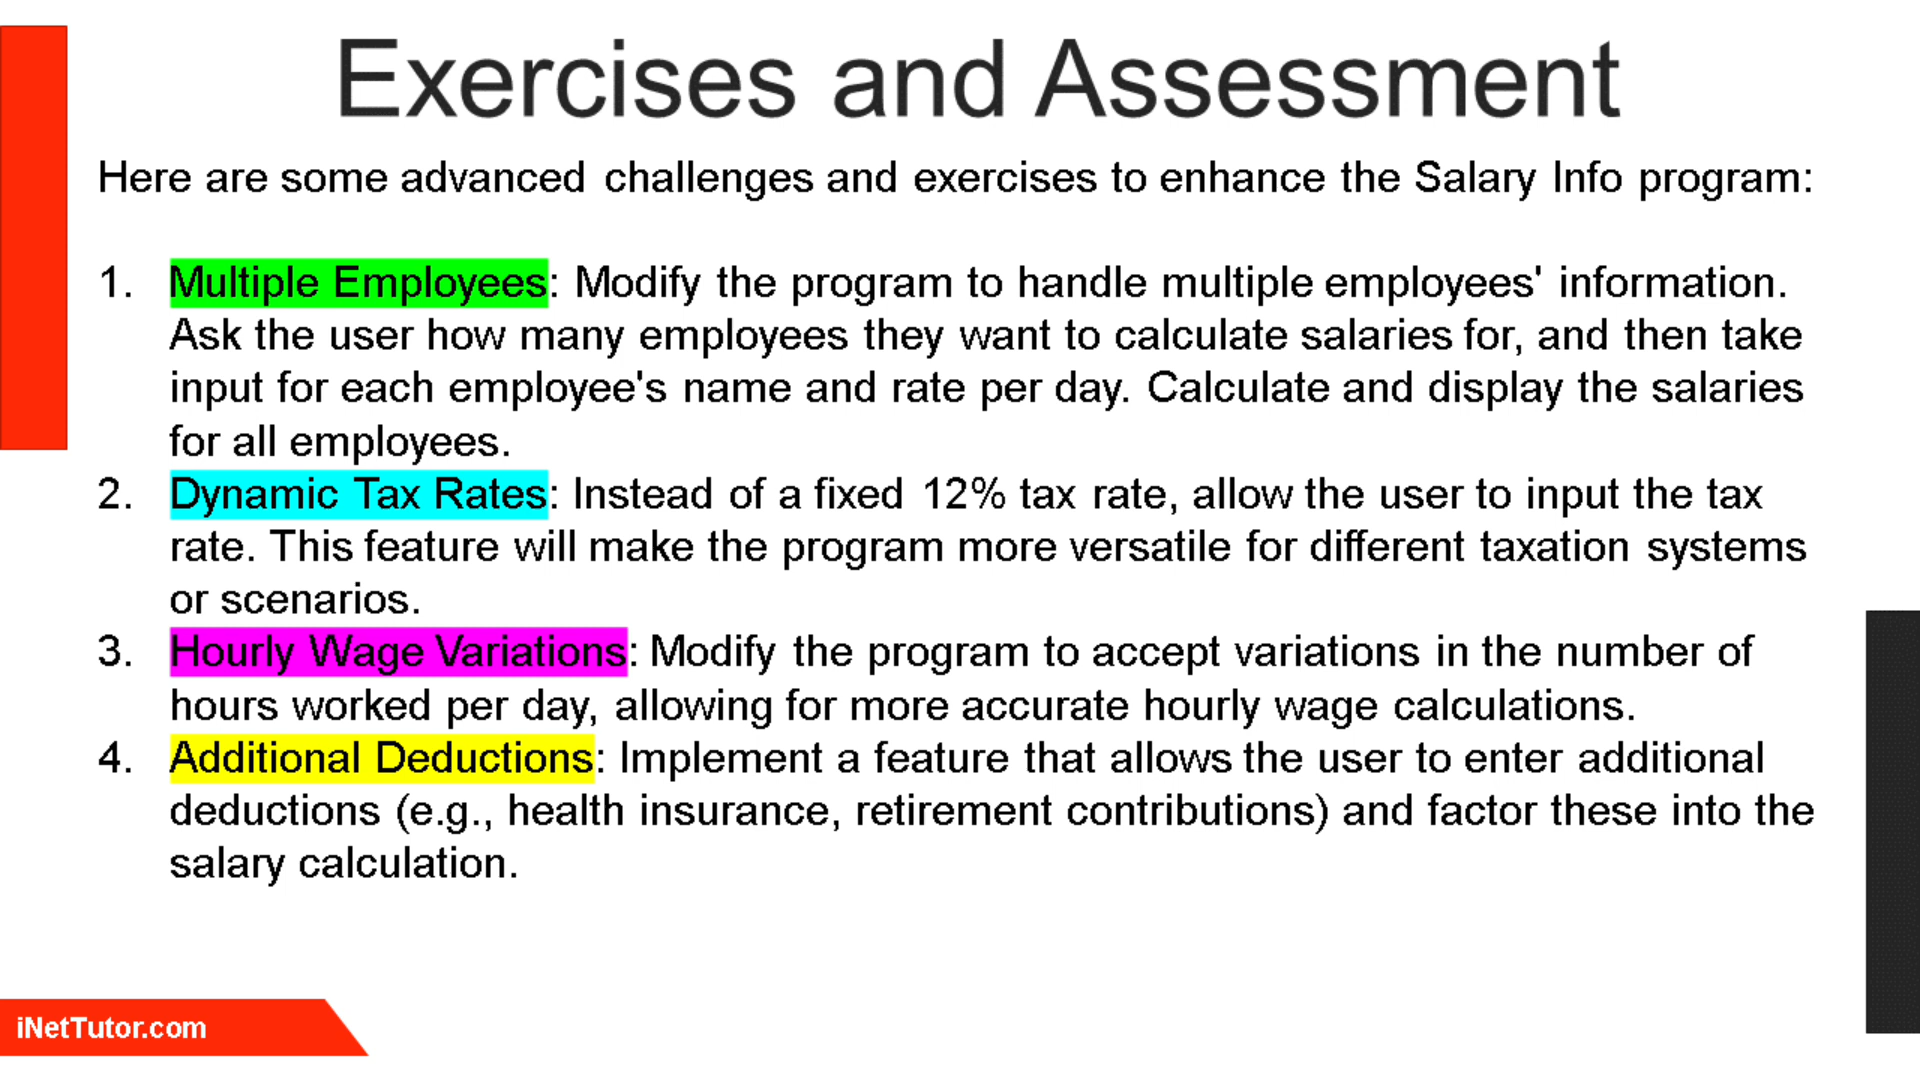 Exercises and Assessment
Here are some advanced challenges and exercises to enhance the Salary Info program:
1. Multiple Employees: Modify the program to handle multiple employees' information.
Ask the user how many employees they want to calculate salaries for, and then take
input for each employee's name and rate per day. Calculate and display the salaries
for all employees.
2. Dynamic Tax Rates: Instead of a fixed 12% tax rate, allow the user to input the tax
rate. This feature will make the program more versatile for different taxation systems
or scenarios.
3. Hourly Wage Variations: Modify the program to accept variations in the number of
hours worked per day, allowing for more accurate hourly wage calculations.
4. Additional Deductions: Implement a feature that allows the user to enter additional
deductions (e.g., health insurance, retirement contributions) and factor these into the
salary calculation.
iNetTutor.com